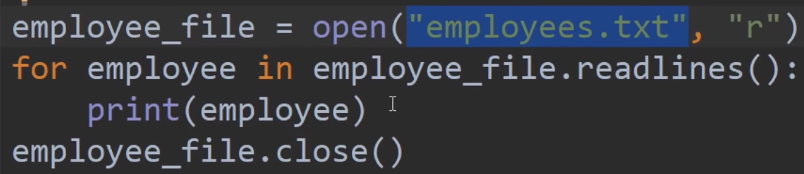 employee_file = open("employees.txt", "r")
for employee in employee_file.readlines():
    print(employee)
employee_file.close()